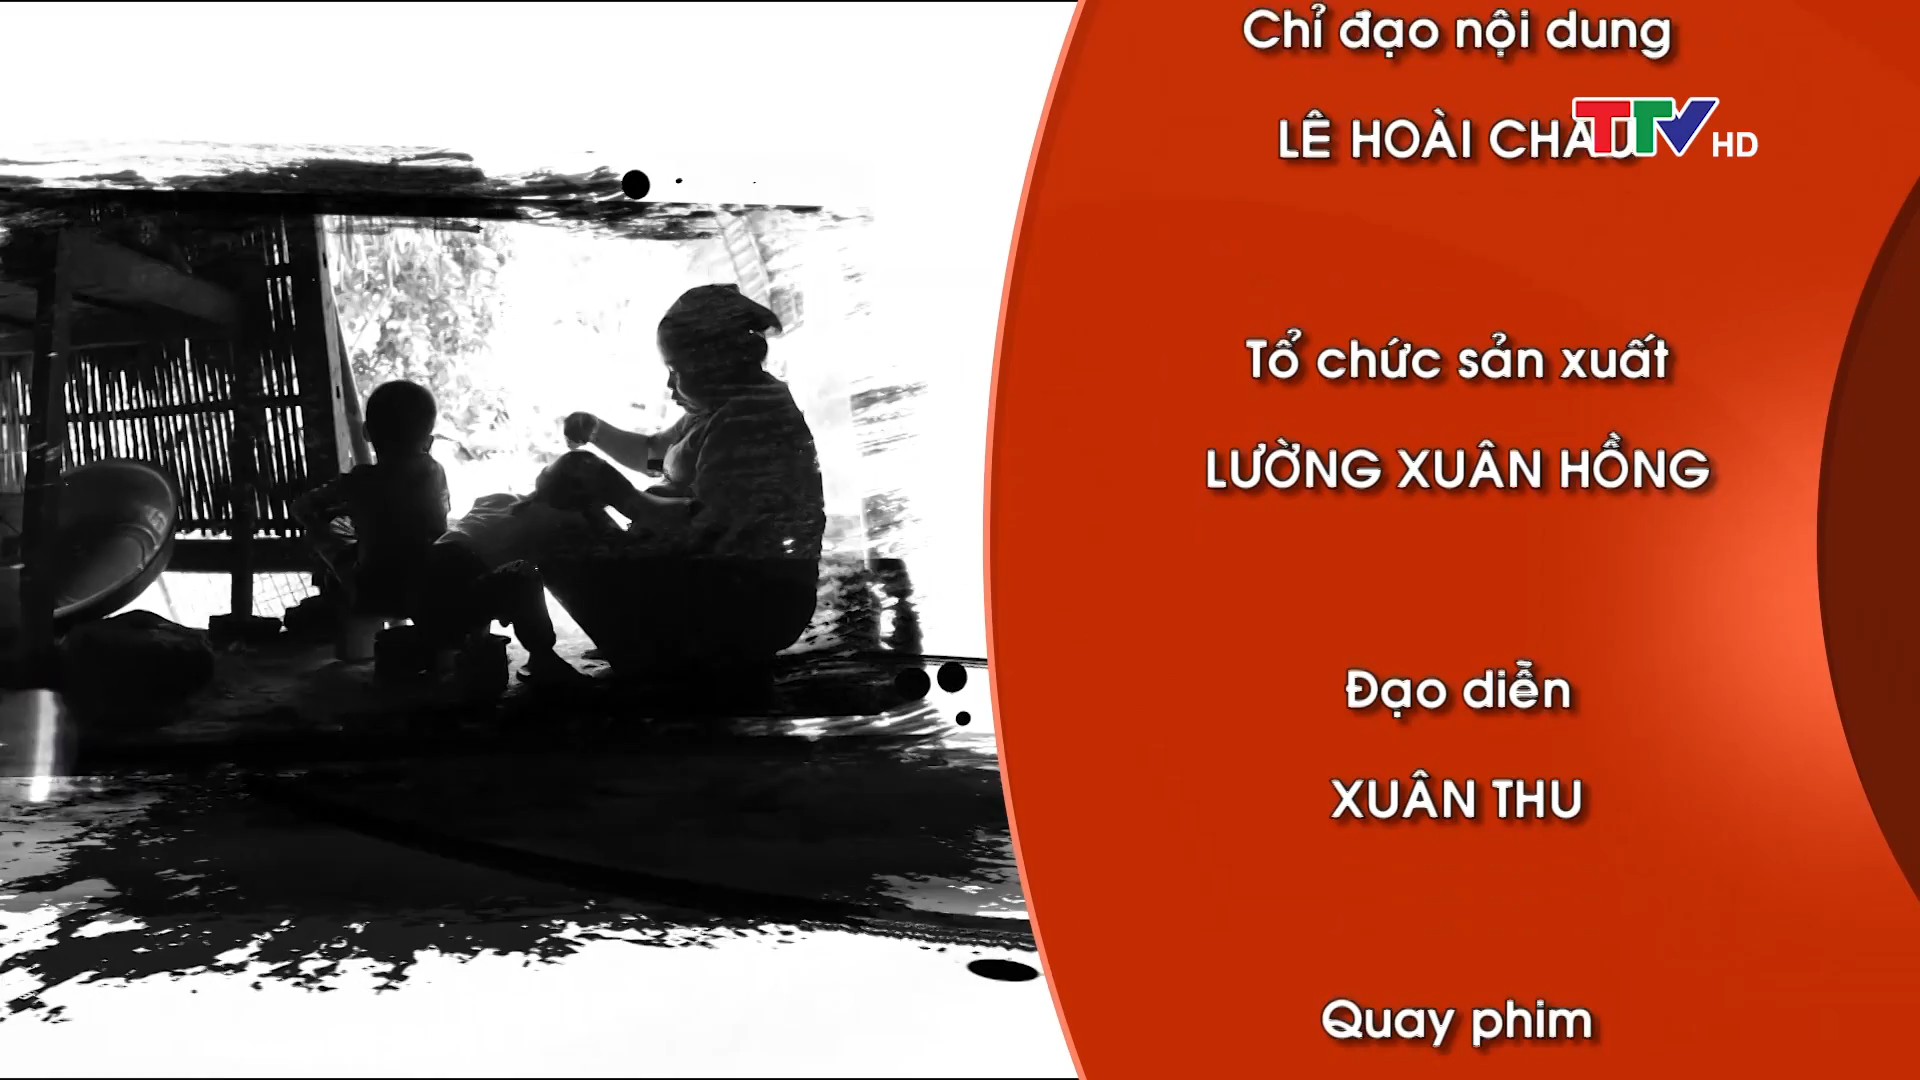 Chỉ đạo nội dung
LÊ HOÀI CHÂU
TTV HD
Tổ chức sản xuất
LƯỜNG XUÂN HỒNG
Đạo diễn
XUÂN THU
Quay phim